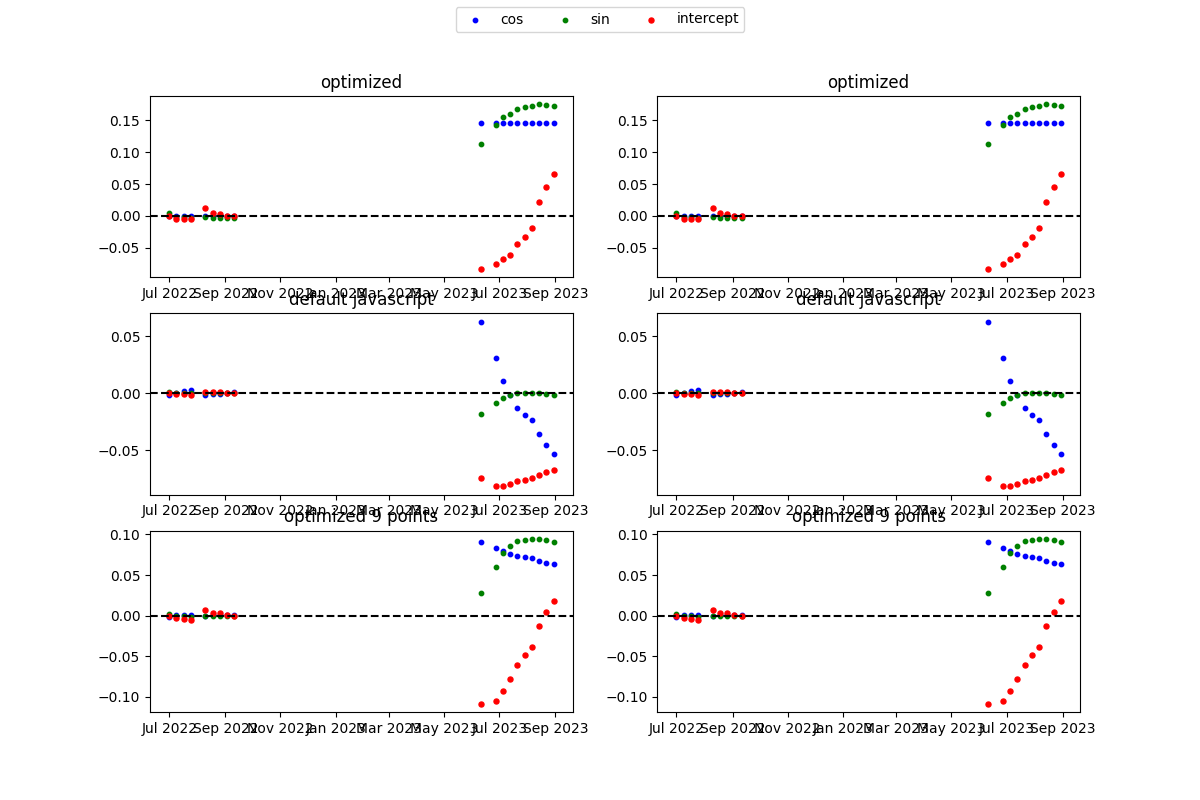 cos sin intercept
optimized optimized
0.15 0.15
0.10 0.10
0.05 0.05
0.00 0.00
−0.05 −0.05
Jul 2022 Sep 2022 Nov 2022 Jan 2023 Mar 2023 May 2023 Jul 2023 Sep 2023 Jul 2022 Sep 2022 Nov 2022 Jan 2023 Mar 2023 May 2023 Jul 2023 Sep 2023
default javascript default javascript
0.05 0.05
0.00 0.00
−0.05 −0.05
Jul 2022 Sep 2022 Nov 2022 Jan 2023 Mar 2023 May 2023 Jul 2023 Sep 2023 Jul 2022 Sep 2022 Nov 2022 Jan 2023 Mar 2023 May 2023 Jul 2023 Sep 2023
optimized 9 points optimized 9 points
0.10 0.10
0.05 0.05
0.00 0.00
−0.05 −0.05
−0.10 −0.10
Jul 2022 Sep 2022 Nov 2022 Jan 2023 Mar 2023 May 2023 Jul 2023 Sep 2023 Jul 2022 Sep 2022 Nov 2022 Jan 2023 Mar 2023 May 2023 Jul 2023 Sep 2023